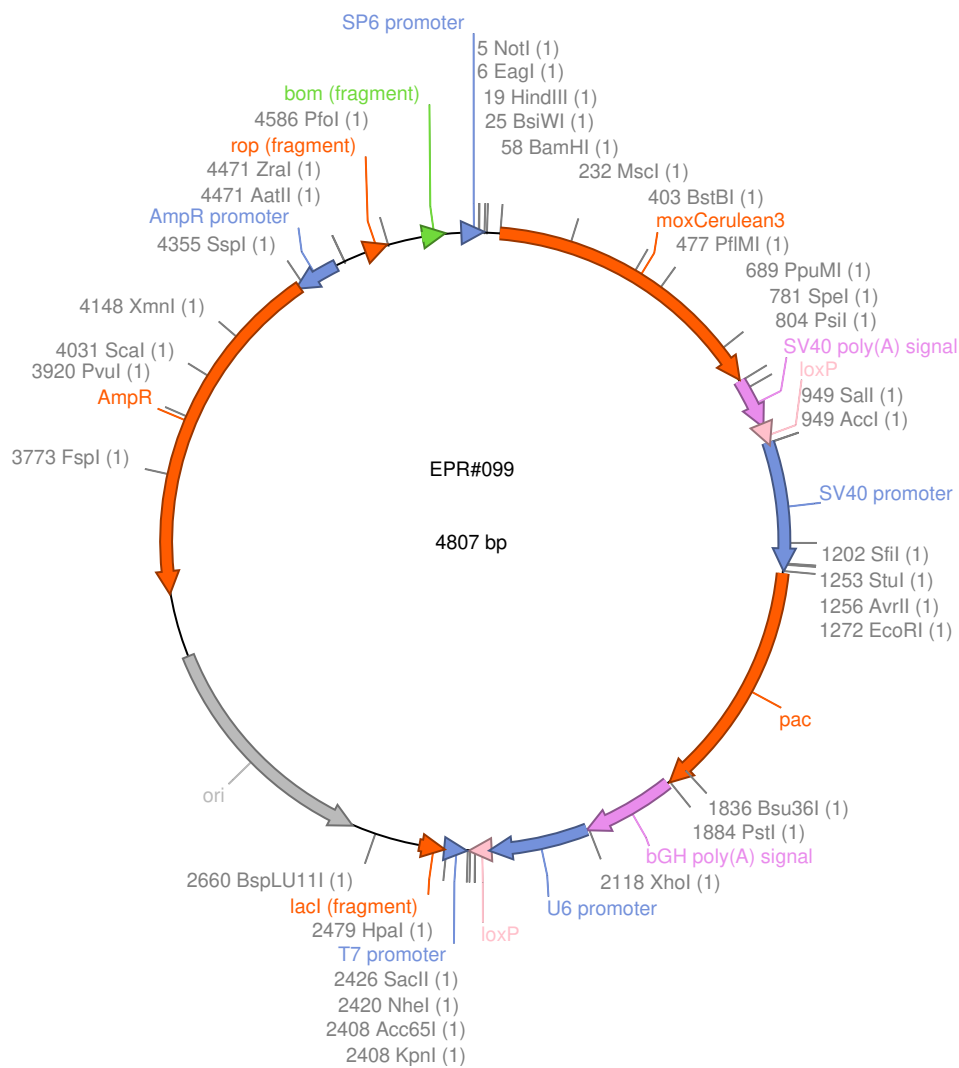 SP6 promoter
5 NotI (1)
6 EagI (1)
bom (fragment)
19 HindIII (1)
4586 PfoI (1)
25 BsiWI (1)
rop (fragment)
58 BamHI (1)
4471 ZraI (1)
232 MscI (1)
4471 AatII (1)
403 BstBI (1)
AmpR promoter
moxCerulean3
4355 SspI (1)
477 PflMI (1)
689 PpuMI (1)
781 SpeI (1)
4148 XmnI (1)
804 PsiI (1)
SV40 poly(A) signal
4031 ScaI (1)
loxP
3920 PvuI (1)
949 SalI (1)
AmpR
949 AccI (1)
3773 FspI (1)
EPR#099
SV40 promoter
4807 bp
1202 SfiI (1)
1253 StuI (1)
1256 AvrII (1)
1272 EcoRI (1)
pac
ori
1836 Bsu36I (1)
1884 PstI (1)
bGH poly(A) signal
2660 BspLU11I (1)
2118 XhoI (1)
lacI (fragment)
U6 promoter
2479 HpaI (1)
loxP
T7 promoter
2426 SacII (1)
2420 NheI (1)
2408 Acc65I (1)
2408 KpnI (1)